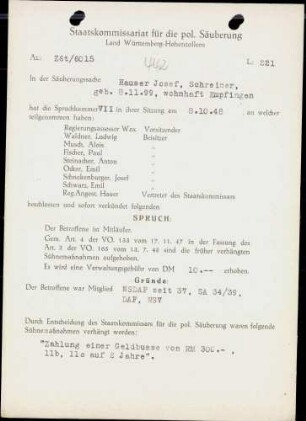 Staatskommissariat für die pol. Säuberung
Land Württemberg-Hohenzollern
Az.: 24t/6015
L: 221
In der Säuberungssache Hauser Josef, Schreiner,
geb. 8.11.99, wohnhaft Empfingen
hat die Spruchkammer VII in ihrer Sitzung am 8.10.48 an welcher
teilgenommen haben:
Regierungsassessor Wax, Vorsitzender
Waldner, Ludwig Beisitzer
Musch, Alois "
Fischer, Paul "
Steinacher, Anton "
Ocker, Emil "
Schnekenburger, Josef "
Schwarz, Emil "
Reg. Angest. Hauer Vertreter des Staatskommissars
beschlossen und sofort verkündet folgenden
SPRUCH:
Der Betroffene ist Mitläufer.
Gem. Art. 4 der VO. 133 vom 17. 11. 47 in der Fassung des
Art. 2 der VO. 165 vom 13. 7. 48 sind die früher verhängten
Sühnemaßnahmen aufgehoben.
Es wird eine Verwaltungsgebühr von DM 10.-- erhoben.
Gründe:
Der Betroffene war Mitglied NSDAP seit 37, SA 34/39,
DAF, NSV
Durch Entscheidung des Staatskommissars für die pol. Säuberung waren folgende
Sühnemaßnahmen verhängt worden:
"Zahlung einer Geldbusse von RM 300.-- ,
11b, 11c auf 2 Jahre".